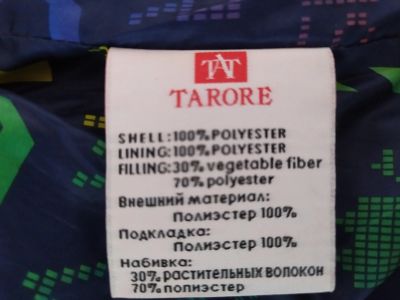 TAT
TARORE
SHELL:100% POLYESTER
LINING:100% POLYESTER
FILLING:30% vegetable fiber
70% polyester
Внешний материал:
Полиэстер 100%
Подкладка:
Полиэстер 100%
Набивка:
30% растительных волокон
70% полиэстер